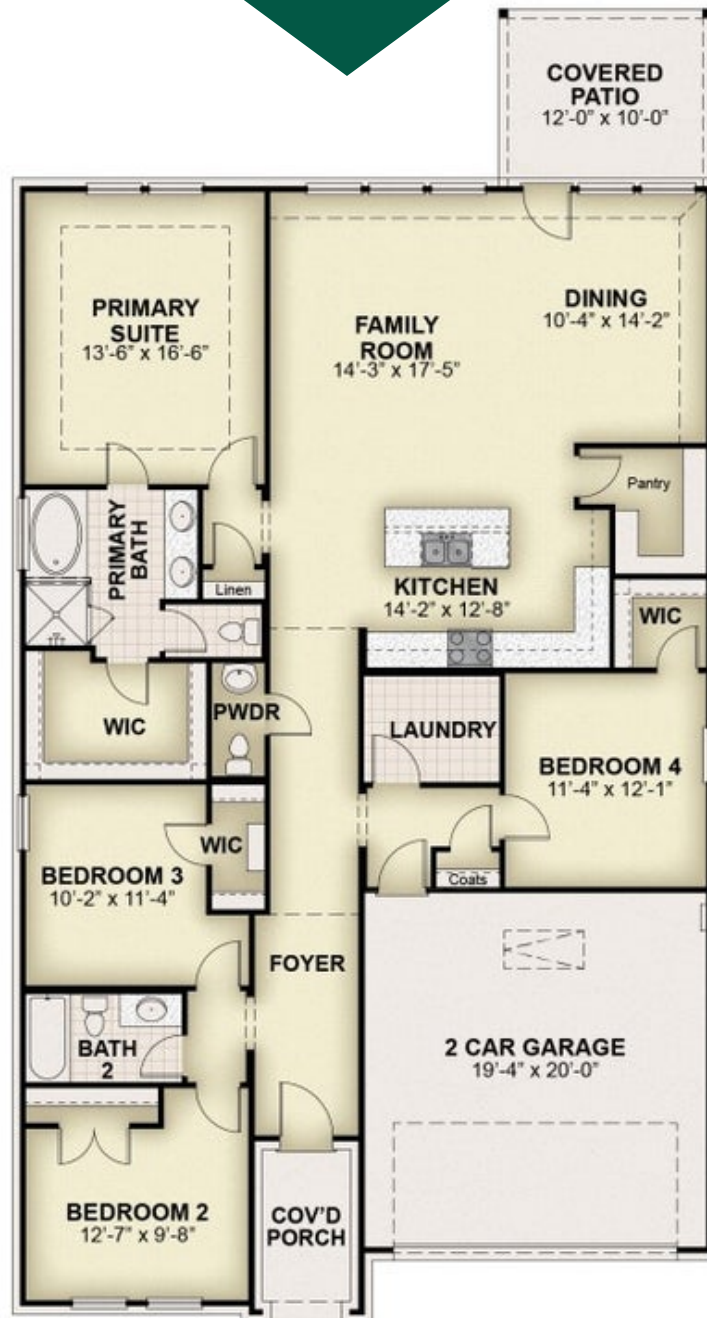 COVERED
PATIO
12'-0" x 10'-0"
PRIMARY
SUITE
13'-6" x 16'-6"
FAMILY
ROOM
14'-3" x 17'-5"
DINING
10'-4" x 14'-2"
Pantry
PRIMARY
BATH
Linen
KITCHEN
14'-2" x 12'-8"
WIC
WIC
PWDR
LAUNDRY
BEDROOM 4
11'-4" x 12'-1"
WIC
BEDROOM 3
10'-2" x 11'-4"
Coats
FOYER
BATH
2
2 CAR GARAGE
19'-4" x 20'-0"
BEDROOM 2
12'-7" x 9'-8"
COV'D
PORCH